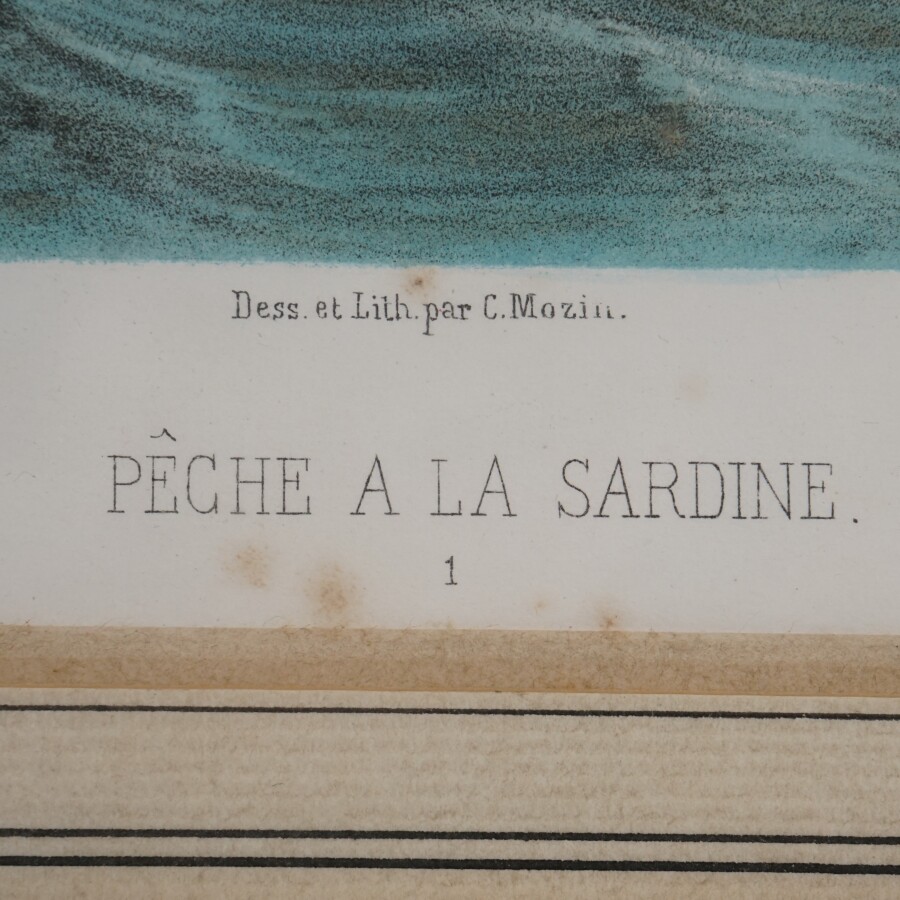 Dess. et Lith. par C. Mozin.
PÊCHE A LA SARDINE.
1